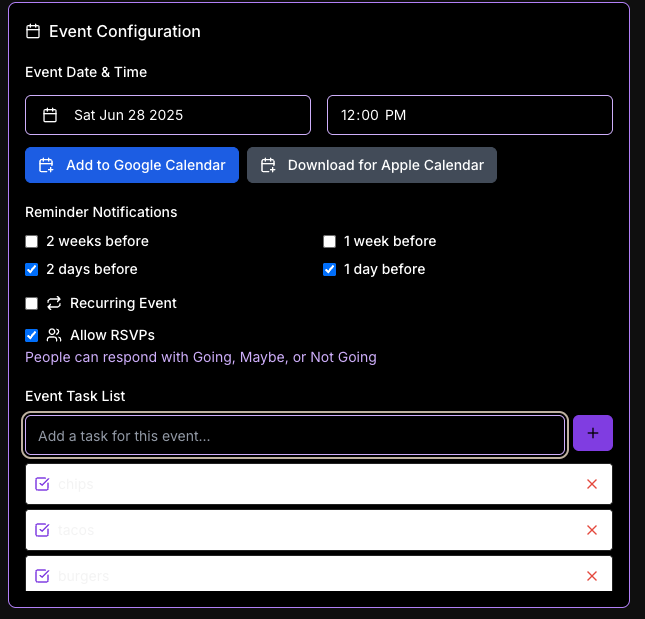 Event Configuration
Event Date & Time
Sat Jun 28 2025
12:00 PM
Add to Google Calendar
Download for Apple Calendar
Reminder Notifications
2 weeks before
1 week before
2 days before
1 day before
Recurring Event
Allow RSVPs
People can respond with Going, Maybe, or Not Going
Event Task List
Add a task for this event...
chips
tacos
burgers